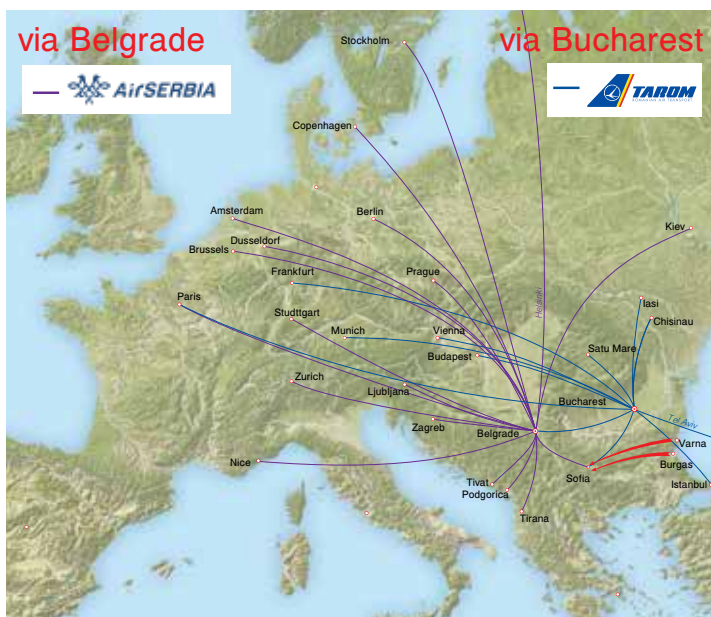 via Belgrade
via Bucharest
AirSERBIA
TAROM
ROMANIAN AIR TRANSPORT
Stockholm
Copenhagen
Amsterdam
Berlin
Kiev
Dusseldorf
Brussels
Frankfurt
Prague
Helsinki
Paris
Iasi
Studttgart
Chisinau
Munich
Vienna
Satu Mare
Budapest
Zurich
Ljubljana
Bucharest
Tel Aviv
Zagreb
Belgrade
Varna
Nice
Burgas
Sofia
Tivat
Istanbul
Podgorica
Tirana